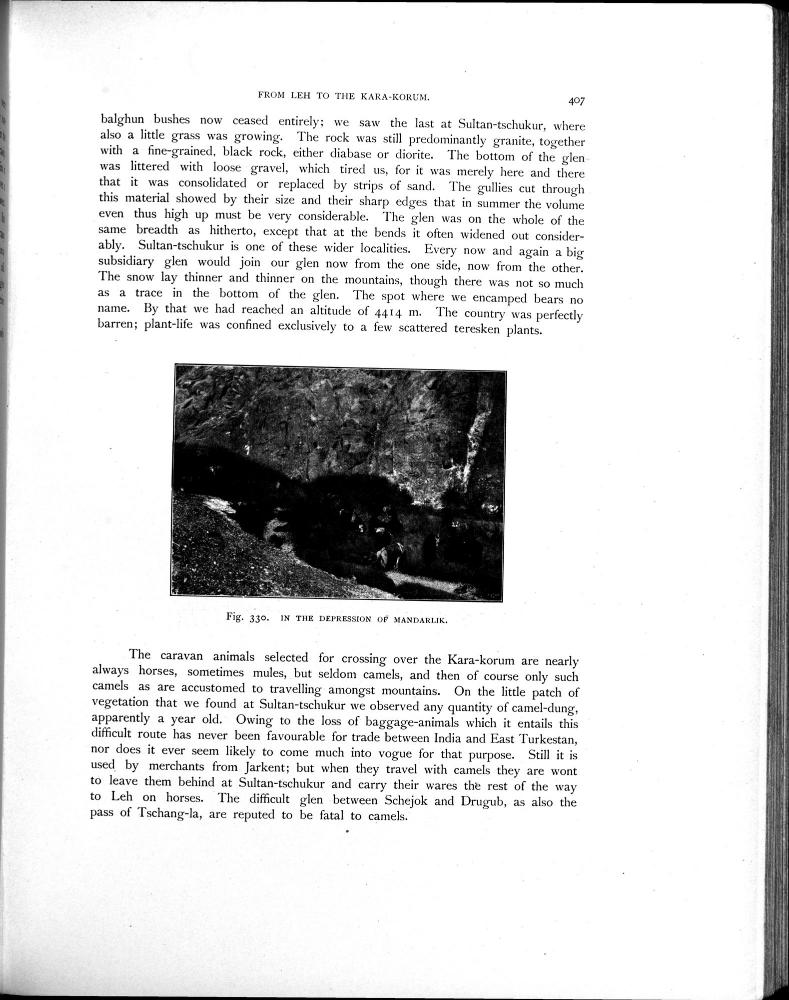 FROM LEH TO THE KARA-KORUM.
407
balghun bushes now ceased entirely; we saw the last at Sultan-tschukur, where
also a little grass was growing. The rock was still predominantly granite, together
with a fine-grained, black rock, either diabase or diorite. The bottom of the glen
was littered with loose gravel, which tired us, for it was merely here and there
that it was consolidated or replaced by strips of sand. The gullies cut through
this material showed by their size and their sharp edges that in summer the volume
even thus high up must be very considerable. The glen was on the whole of the
same breadth as hitherto, except that at the bends it often widened out consider-
ably. Sultan-tschukur is one of these wider localities. Every now and again a big
subsidiary glen would join our glen now from the one side, now from the other.
The snow lay thinner and thinner on the mountains, though there was not so much
as a trace in the bottom of the glen. The spot where we encamped bears no
name. By that we had reached an altitude of 4414 m. The country was perfectly
barren; plant-life was confined exclusively to a few scattered teresken plants.
Fig. 330. IN THE DEPRESSION OF MANDARLIK.
The caravan animals selected for crossing over the Kara-korum are nearly
always horses, sometimes mules, but seldom camels, and then of course only such
camels as are accustomed to travelling amongst mountains. On the little patch of
vegetation that we found at Sultan-tschukur we observed any quantity of camel-dung,
apparently a year old. Owing to the loss of baggage-animals which it entails this
difficult route has never been favourable for trade between India and East Turkestan,
nor does it ever seem likely to come much into vogue for that purpose. Still it is
used by merchants from Jarkent; but when they travel with camels they are wont
to leave them behind at Sultan-tschukur and carry their wares the rest of the way
to Leh on horses. The difficult glen between Schejok and Drugub, as also the
pass of Tschang-la, are reputed to be fatal to camels.